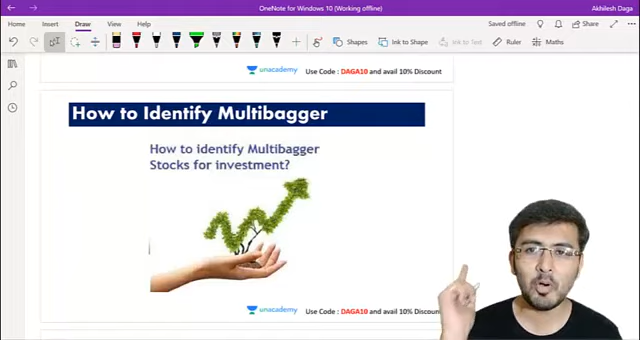 OneNote for Windows 10 (Working offline)
Akhilesh Daga
Home Insert Draw View Help
Saved offline
Shapes Ink to Shape Ink to Text Ruler Maths
unacademy Use Code : DAGA10 and avail 10% Discount
How to Identify Multibagger
How to identify Multibagger
Stocks for investment?
unacademy Use Code : DAGA10 and avail 10% Discount